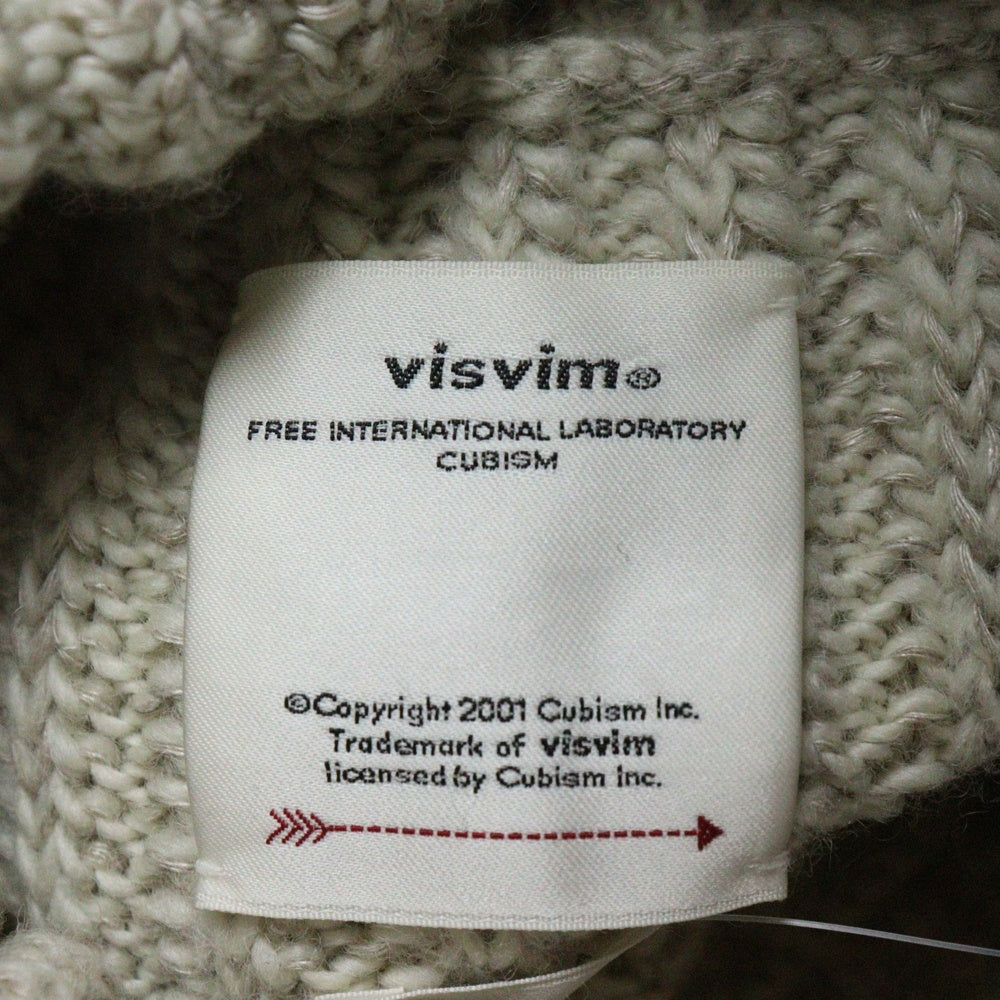 visvim®
FREE INTERNATIONAL LABORATORY
CUBISM
©Copyright 2001 Cubism Inc.
Trademark of visvim
licensed by Cubism Inc.